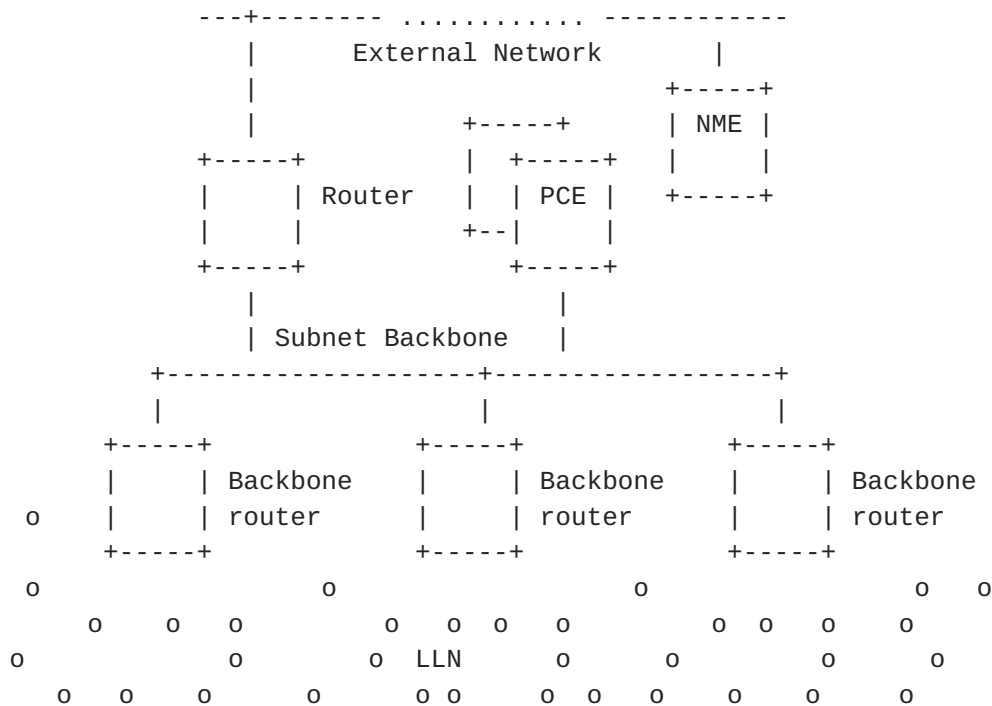 ---+-------- ............ ------------
| External Network |
| +-----+
| +-----+ | NME |
+-----+ | +-----+ | |
| | Router | | PCE | +-----+
| | +--| |
+-----+ +-----+
| |
| Subnet Backbone |
+--------------------+------------------+
| | |
+-----+ +-----+ +-----+
| | Backbone | | Backbone | | Backbone
o | | router | | router | | router
+-----+ +-----+ +-----+
o o o o o
o o o o o o o o o o o
o o o LLN o o o o
o o o o o o o o o o o o